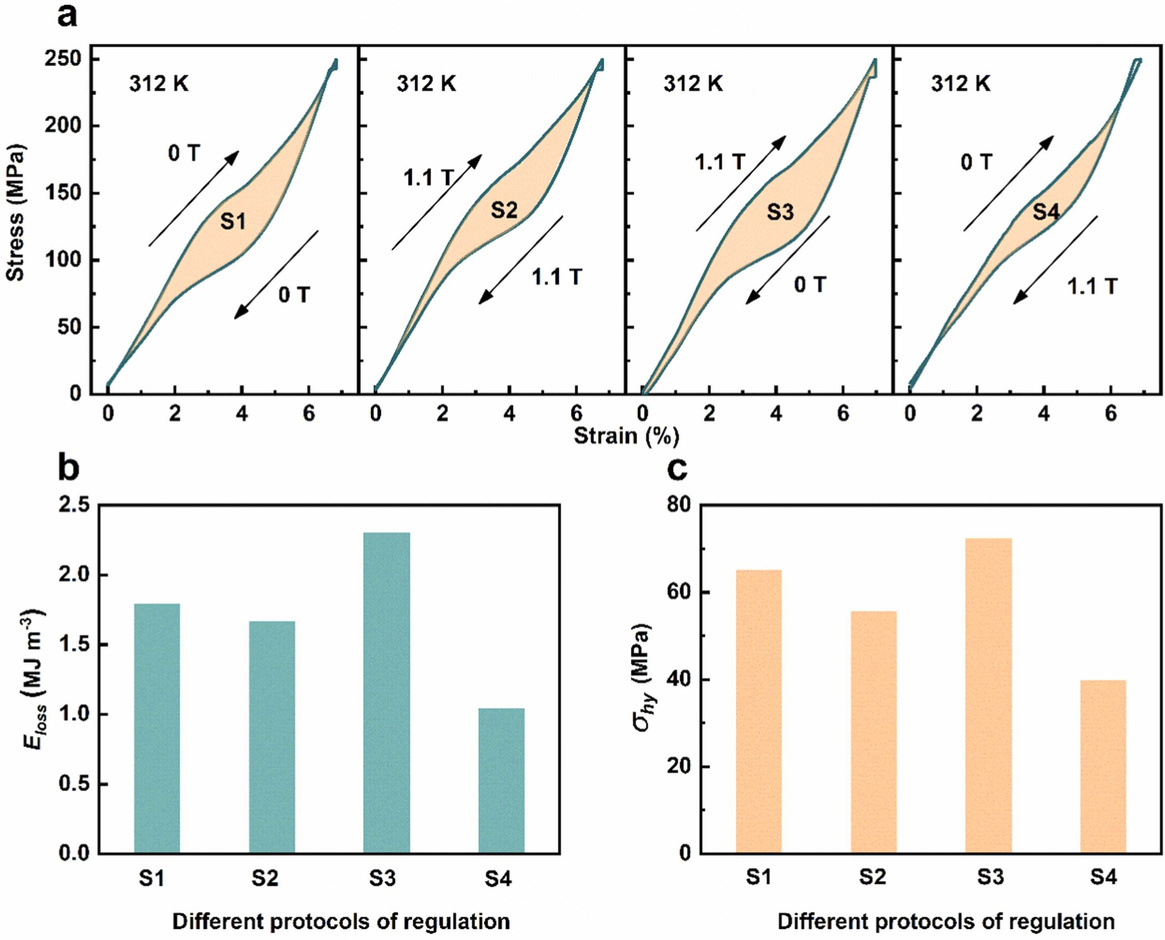 a
312 K 312 K 312 K 312 K
0 T 1.1 T 1.1 T 0 T
S1 S2 S3 S4
0 T 1.1 T 0 T 1.1 T
Stress (MPa)
250
200
150
100
50
0
0 2 4 6 0 2 4 6 0 2 4 6 0 2 4 6
Strain (%)
b
E_loss (MJ m⁻³)
2.5
2.0
1.5
1.0
0.5
0.0
S1 S2 S3 S4
Different protocols of regulation
c
σ_hy (MPa)
80
60
40
20
0
S1 S2 S3 S4
Different protocols of regulation